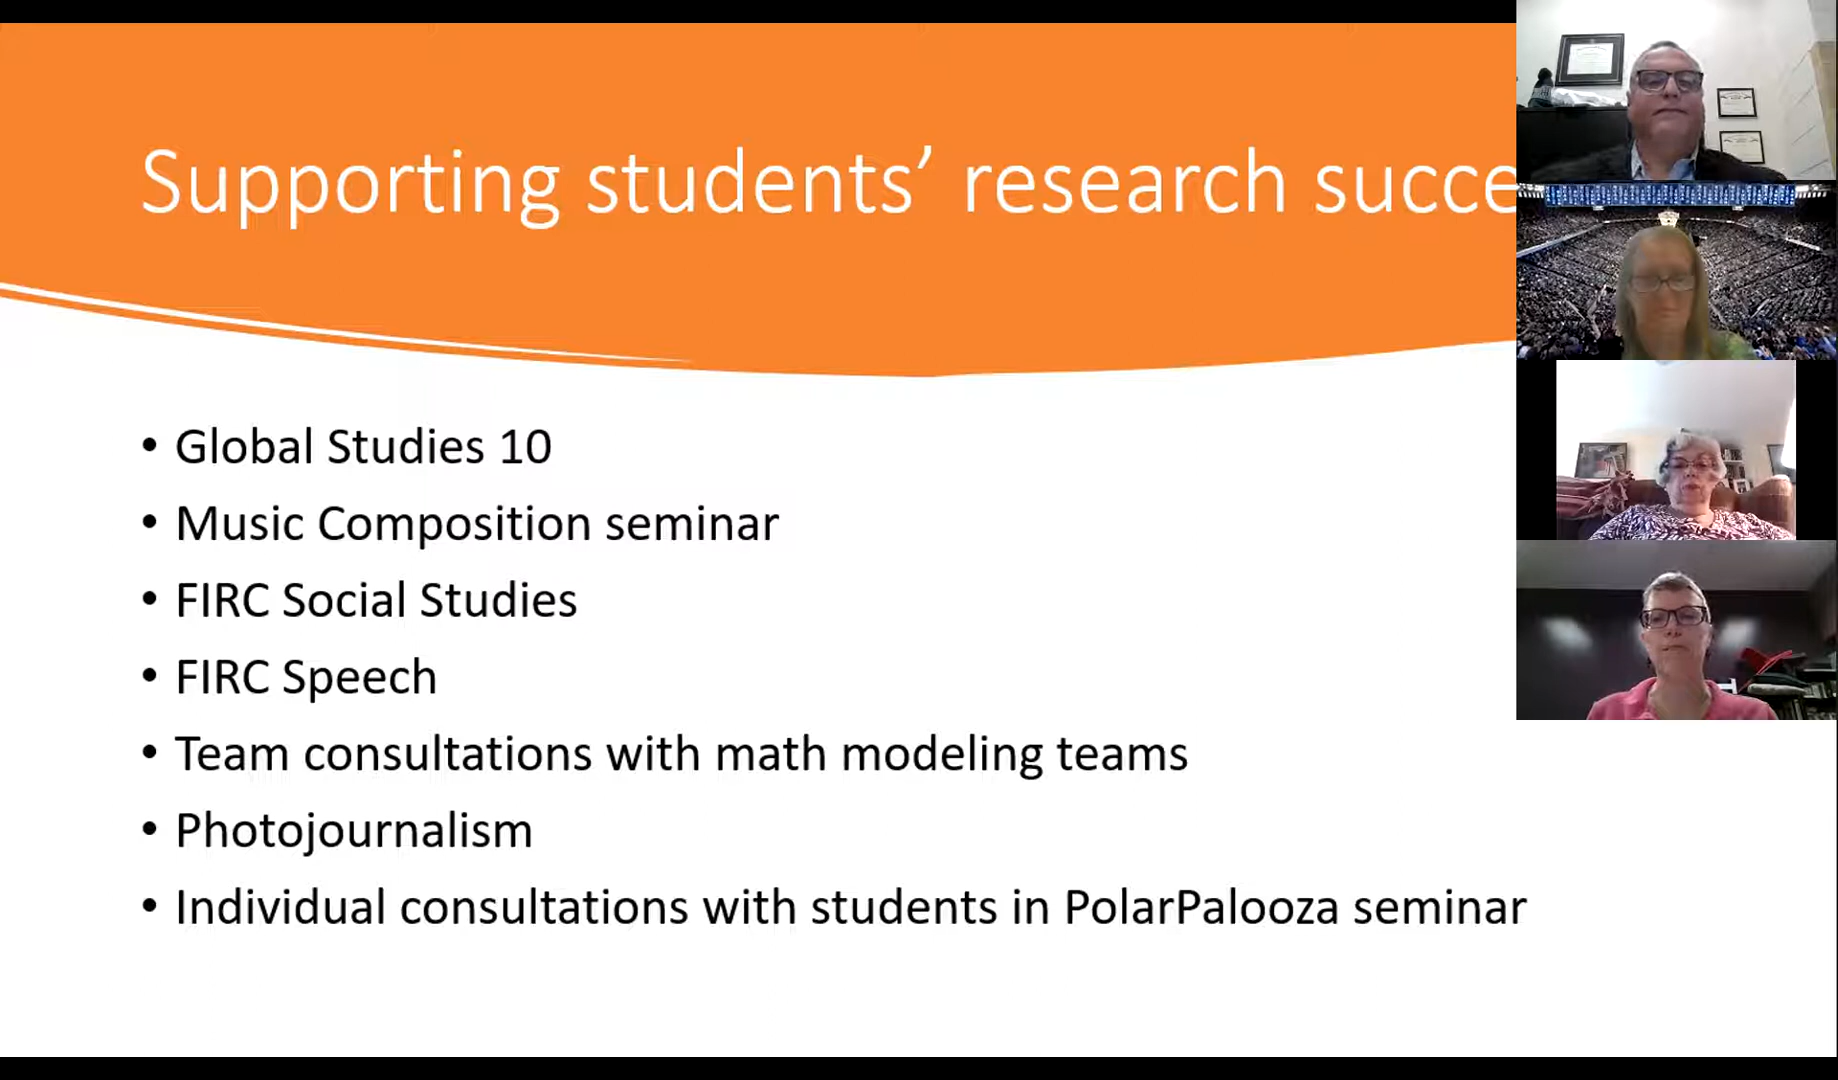 Supporting students’ research succe
• Global Studies 10
• Music Composition seminar
• FIRC Social Studies
• FIRC Speech
• Team consultations with math modeling teams
• Photojournalism
• Individual consultations with students in PolarPalooza seminar